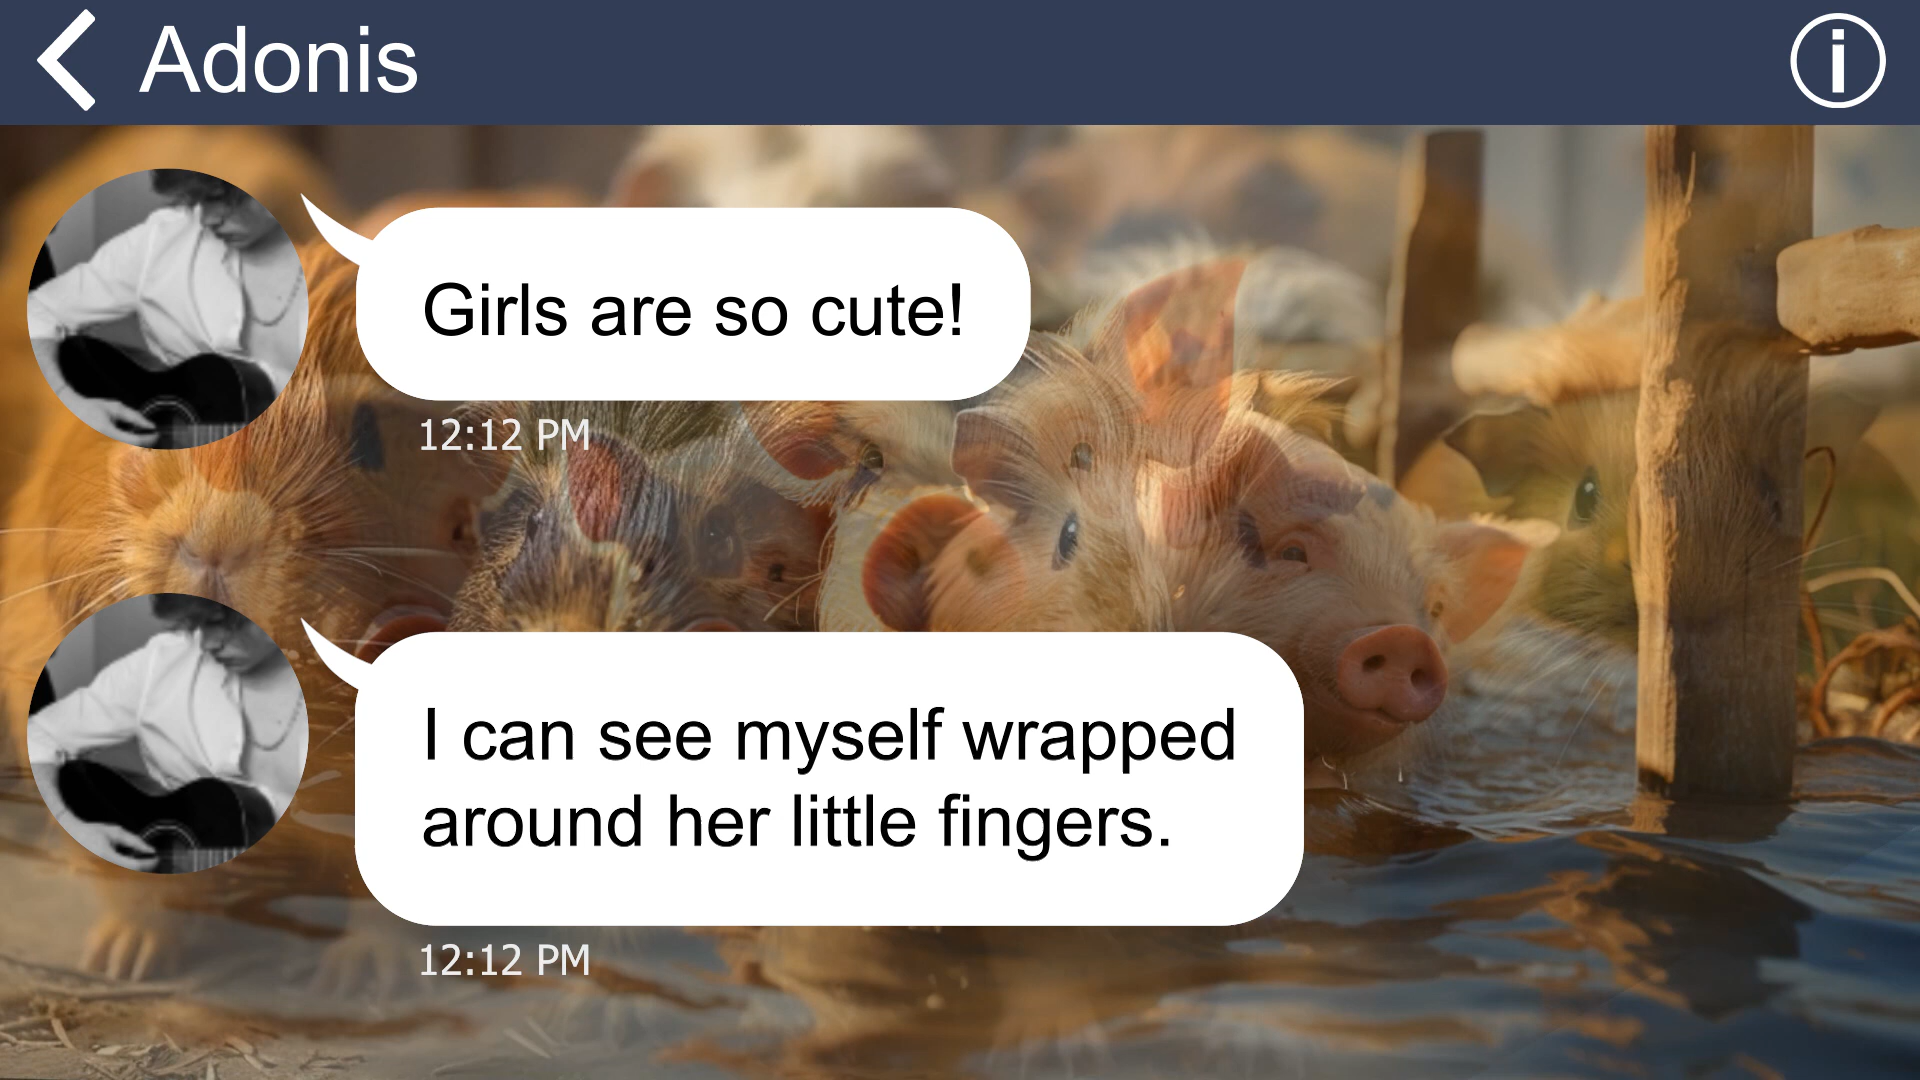 Adonis
Girls are so cute!
12:12 PM
I can see myself wrapped
around her little fingers.
12:12 PM